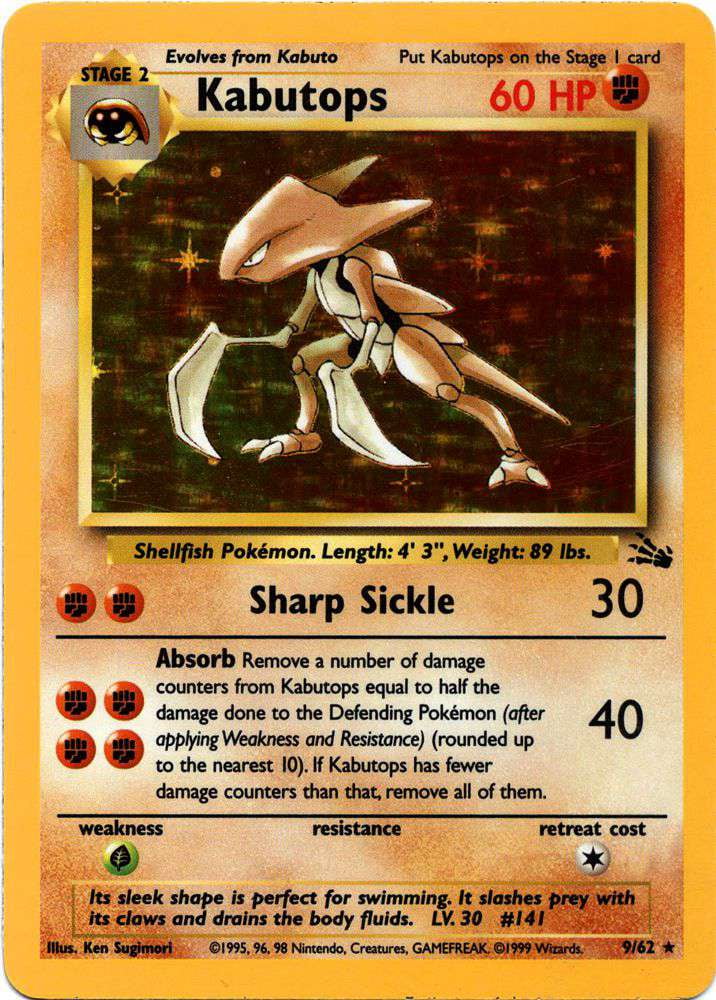 Evolves from Kabuto
Put Kabutops on the Stage 1 card
STAGE 2
Kabutops
60 HP
Shellfish Pokémon. Length: 4' 3", Weight: 89 lbs.
Sharp Sickle
30
Absorb Remove a number of damage
counters from Kabutops equal to half the
damage done to the Defending Pokémon (after
applying Weakness and Resistance) (rounded up
to the nearest 10). If Kabutops has fewer
damage counters than that, remove all of them.
40
weakness
resistance
retreat cost
Its sleek shape is perfect for swimming. It slashes prey with
its claws and drains the body fluids. LV. 30 #141
Illus. Ken Sugimori
©1995, 96, 98 Nintendo, Creatures, GAMEFREAK. ©1999 Wizards.
9/62 ★